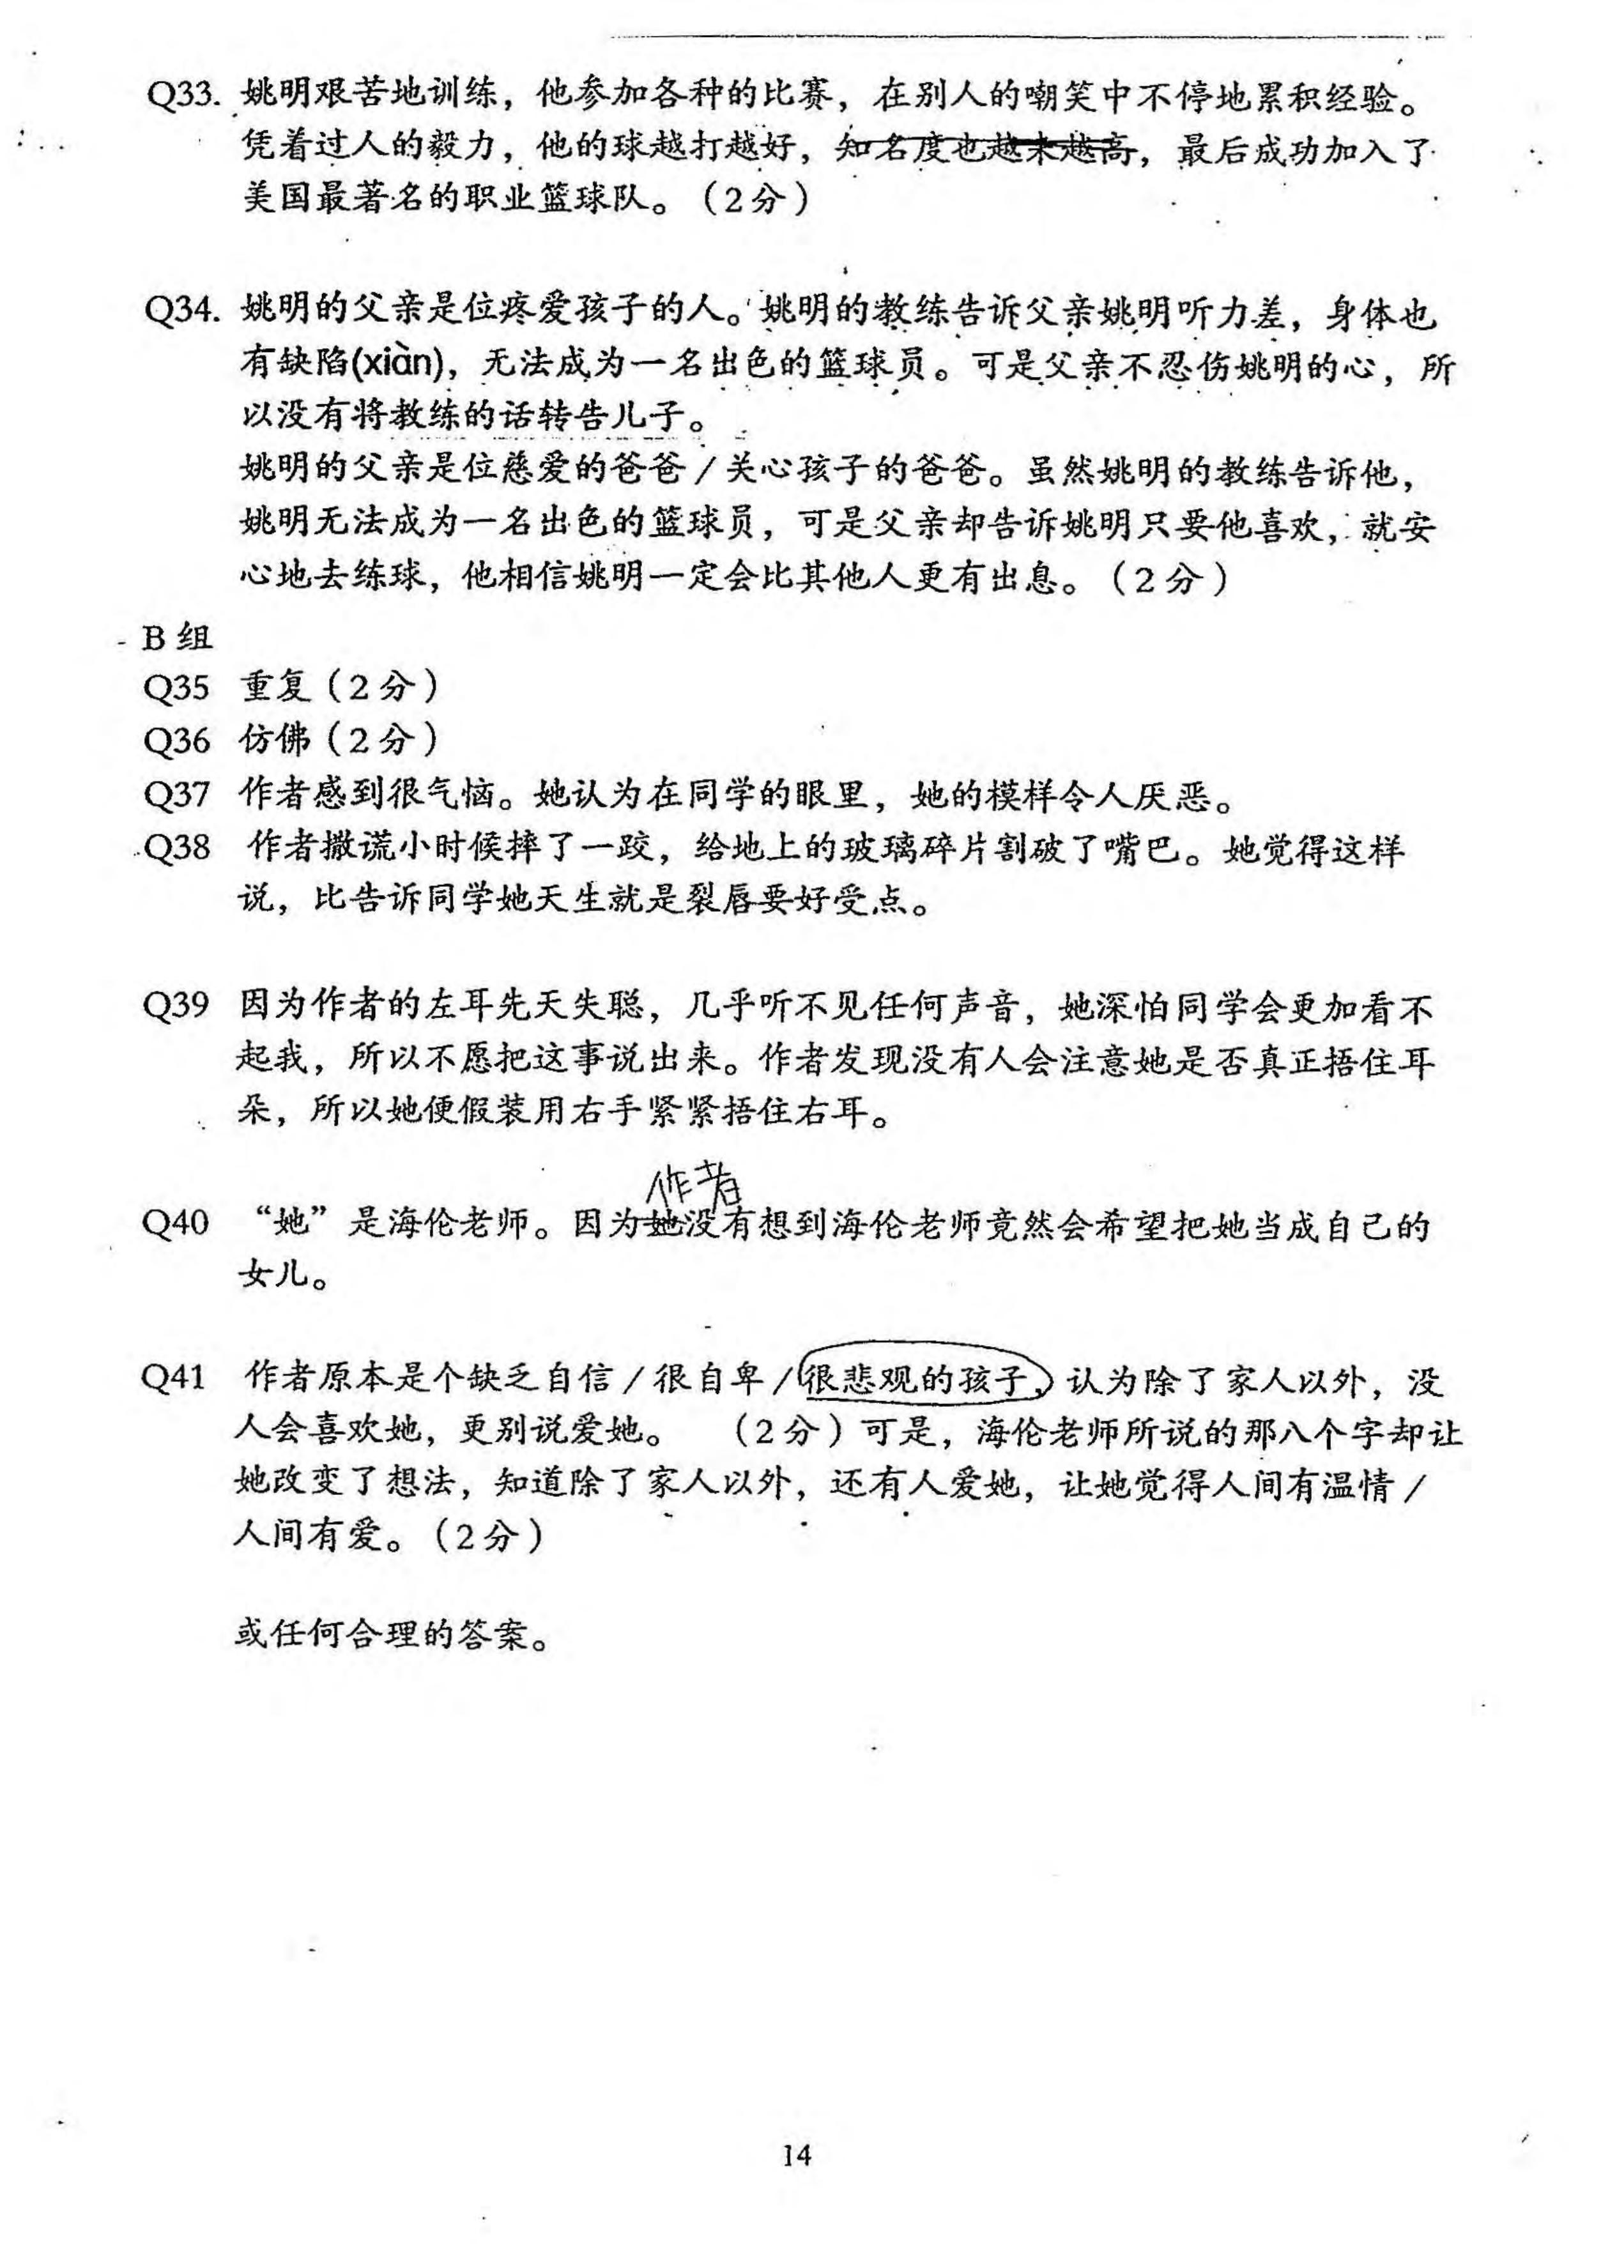 Q33. 姚明艰苦地训练，他参加各种的比赛，在别人的嘲笑中不停地累积经验。
凭着过人的毅力，他的球越打越好，知名度也越来越高，最后成功加入了
美国最著名的职业篮球队。（2分）
Q34. 姚明的父亲是位疼爱孩子的人。姚明的教练告诉父亲姚明听力差，身体也
有缺陷(xiàn)，无法成为一名出色的篮球员。可是父亲不忍伤姚明的心，所
以没有将教练的话转告儿子。
姚明的父亲是位慈爱的爸爸/关心孩子的爸爸。虽然姚明的教练告诉他，
姚明无法成为一名出色的篮球员，可是父亲却告诉姚明只要他喜欢，就安
心地去练球，他相信姚明一定会比其他人更有出息。（2分）
B组
Q35 重复（2分）
Q36 仿佛（2分）
Q37 作者感到很气恼。她认为在同学的眼里，她的模样令人厌恶。
Q38 作者撒谎小时候摔了一跤，给地上的玻璃碎片割破了嘴巴。她觉得这样
说，比告诉同学她天生就是裂唇要好受点。
Q39 因为作者的左耳先天失聪，几乎听不见任何声音，她深怕同学会更加看不
起我，所以不愿把这事说出来。作者发现没有人会注意她是否真正捂住耳
朵，所以她便假装用右手紧紧捂住右耳。
作者
Q40 “她”是海伦老师。因为她没有想到海伦老师竟然会希望把她当成自己的
女儿。
Q41 作者原本是个缺乏自信/很自卑/很悲观的孩子，认为除了家人以外，没
人会喜欢她，更别说爱她。（2分）可是，海伦老师所说的那八个字却让
她改变了想法，知道除了家人以外，还有人爱她，让她觉得人间有温情/
人间有爱。（2分）
或任何合理的答案。
14